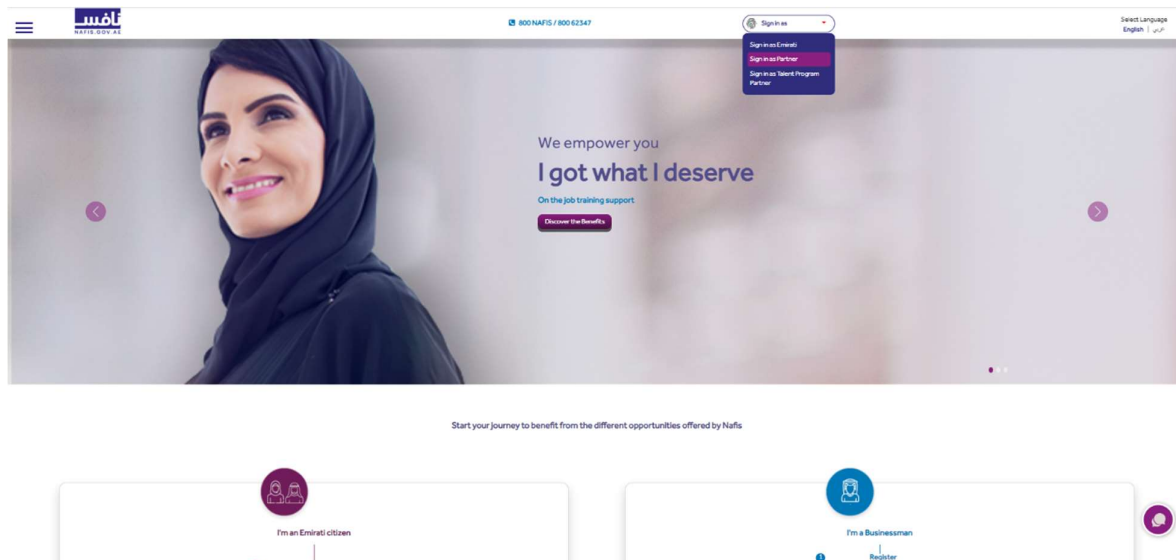 نافس
NAFIS.GOV.AE
800 NAFIS / 800 62347
Sign in as
Sign in as Emirati
Sign in as Partner
Sign in as Talent Program
Partner
Select Language
English | عربي
We empower you
I got what I deserve
On the job training support
Discover the Benefits
Start your journey to benefit from the different opportunities offered by Nafis
I'm an Emirati citizen
I'm a Businessman
1
Register